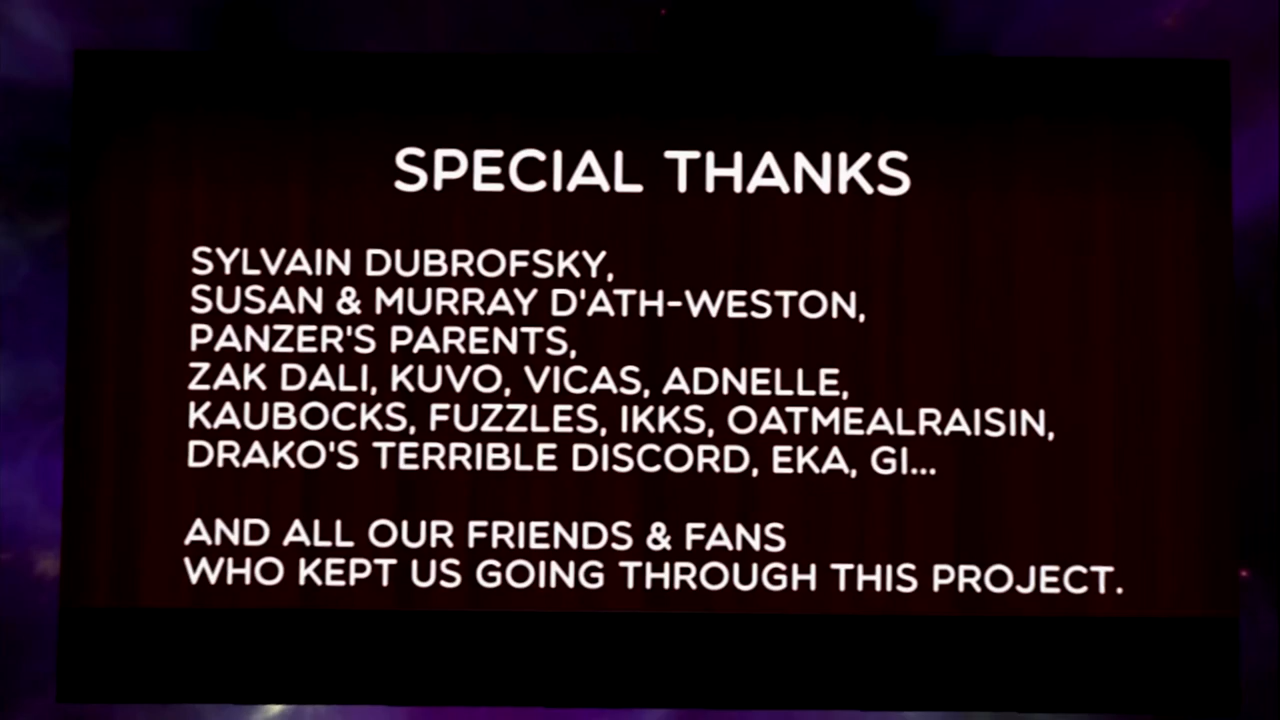 SPECIAL THANKS
SYLVAIN DUBROFSKY,
SUSAN & MURRAY D'ATH-WESTON,
PANZER'S PARENTS,
ZAK DALI, KUVO, VICAS, ADNELLE,
KAUBOCKS, FUZZLES, IKKS, OATMEALRAISIN,
DRAKO'S TERRIBLE DISCORD, EKA, GI...
AND ALL OUR FRIENDS & FANS
WHO KEPT US GOING THROUGH THIS PROJECT.